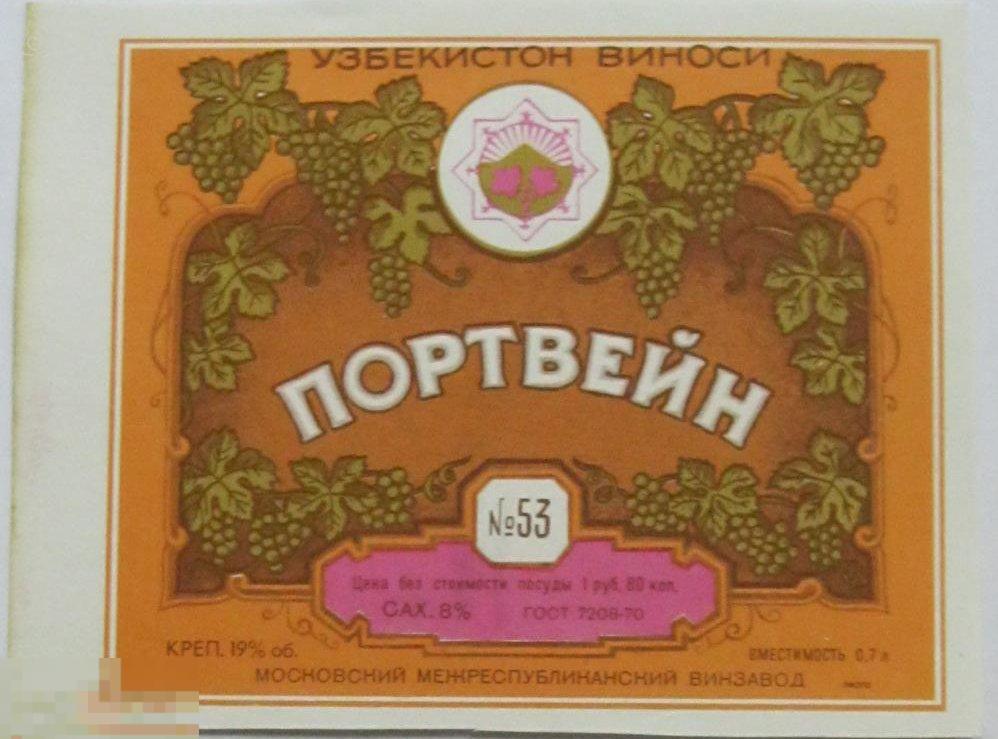 УЗБЕКИСТОН ВИНОСИ
ПОРТВЕЙН
№53
Цена без стоимости посуды 1 руб. 80 коп.
САХ. 8% ГОСТ 7208-70
КРЕП. 19% об. ВМЕСТИМОСТЬ 0,7 л
МОСКОВСКИЙ МЕЖРЕСПУБЛИКАНСКИЙ ВИНЗАВОД